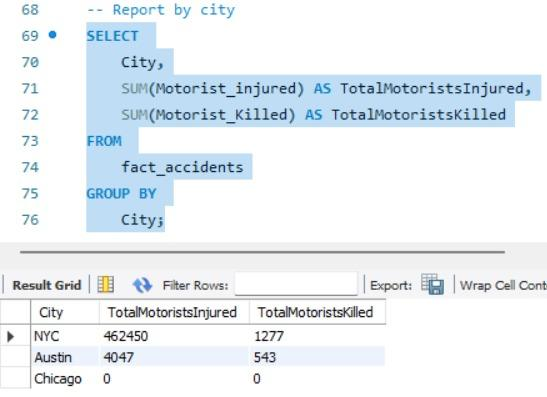 68 -- Report by city
69 SELECT
70 City,
71 SUM(Motorist_injured) AS TotalMotoristsInjured,
72 SUM(Motorist_Killed) AS TotalMotoristsKilled
73 FROM
74 fact_accidents
75 GROUP BY
76 City;
Result Grid Filter Rows: Export: Wrap Cell Conte
City TotalMotoristsInjured TotalMotoristsKilled
NYC 462450 1277
Austin 4047 543
Chicago 0 0